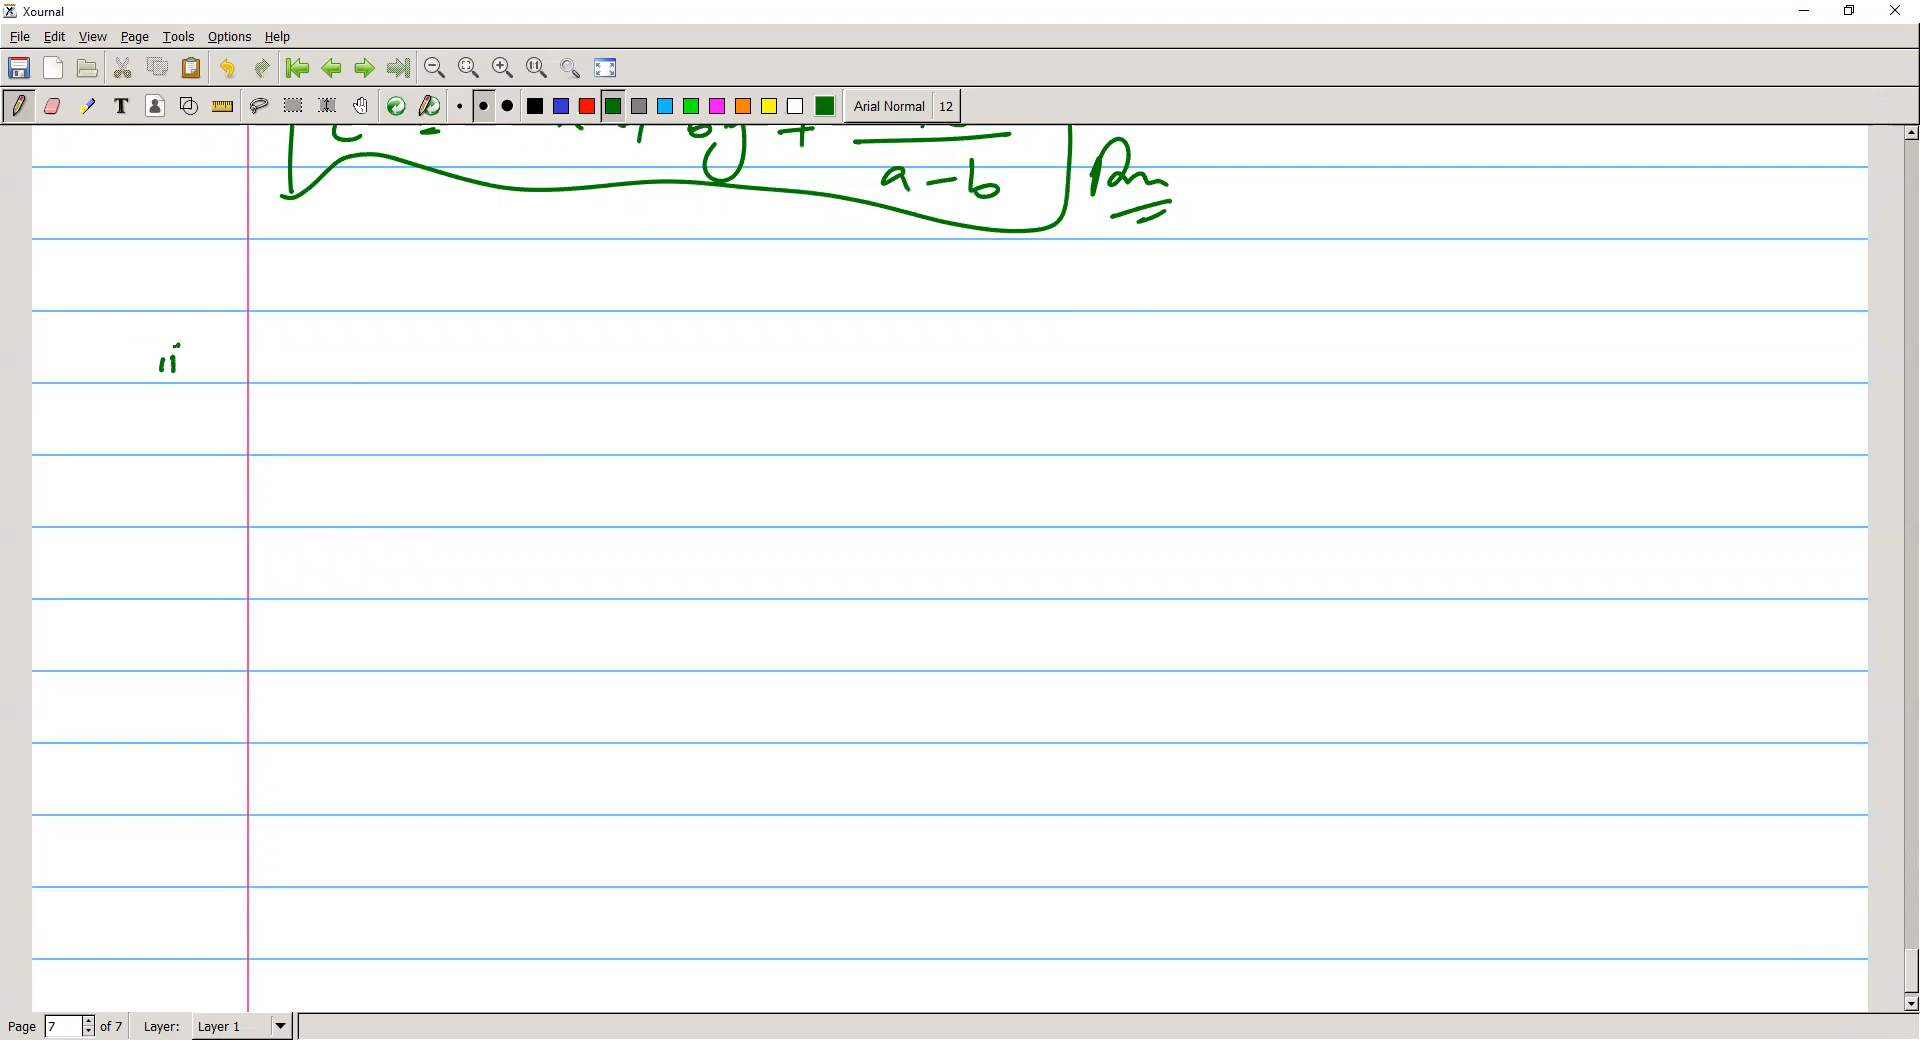 Xournal
File Edit View Page Tools Options Help
T Arial Normal 12
a - b
ii
Page 7 of 7 Layer: Layer 1